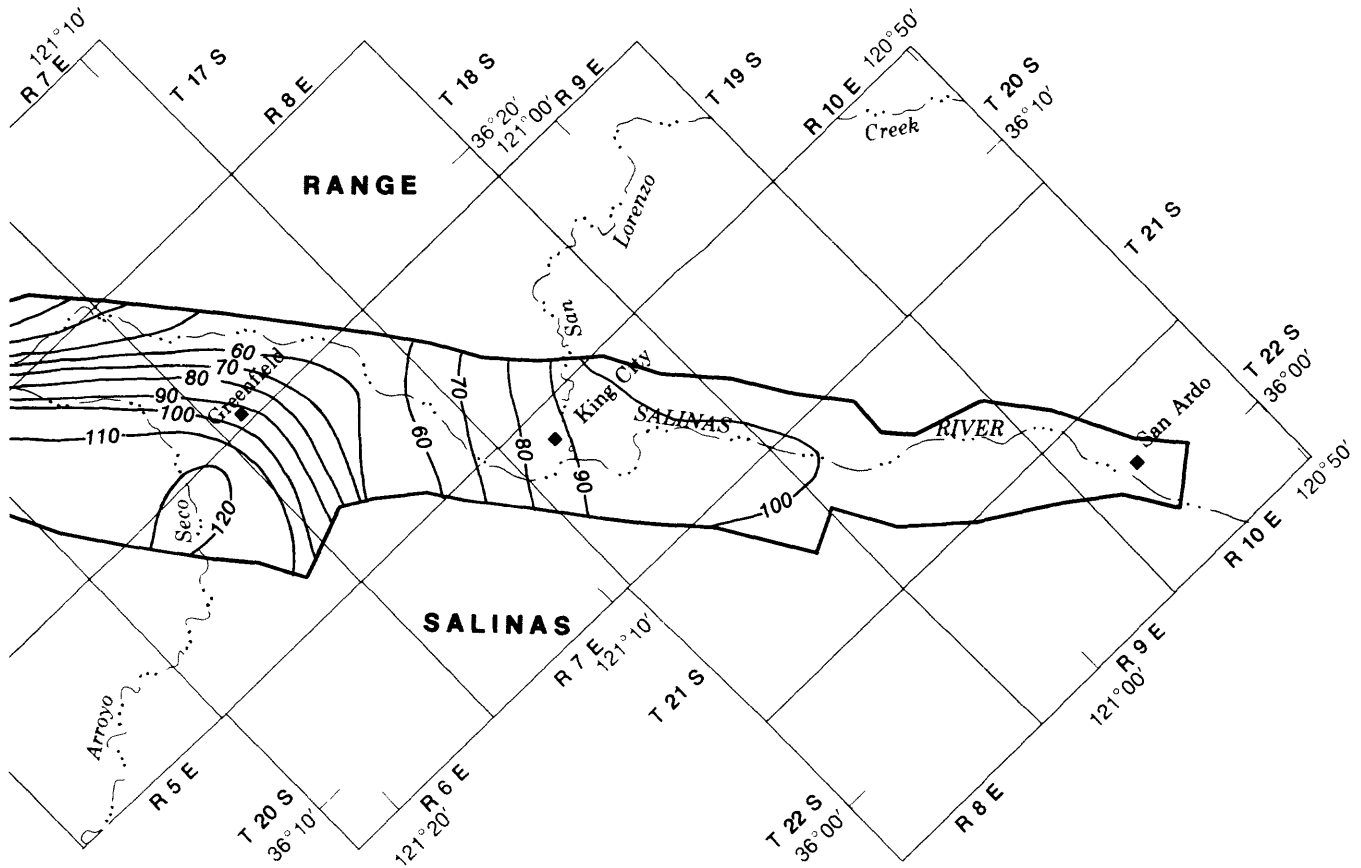 121°10'
R 7 E
T 17 S
R 8 E
T 18 S
36°20'
121°00'
R 9 E
T 19 S
R 10 E
120°50'
T 20 S
36°10'
Creek
RANGE
Lorenzo
San
T 21 S
T 22 S
36°00'
120°50'
60
70
80
90
100
110
120
Greenfield
60
70
80
90
100
King City
SALINAS
RIVER
San Ardo
R 10 E
Seco
Arroyo
SALINAS
R 7 E
121°10'
T 21 S
R 9 E
121°00'
R 5 E
T 20 S
36°10'
R 6 E
121°20'
T 22 S
36°00'
R 8 E